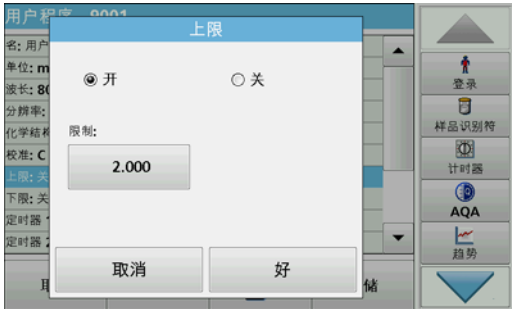 用户程序 9001
上限
名: 用户
单位: m
波长: 80
分辨率:
化学结构
校准: C
上限: 关
下限: 关
定时器 1
定时器 2
开
关
限制:
2.000
取消
好
储
登录
样品识别符
计时器
AQA
趋势